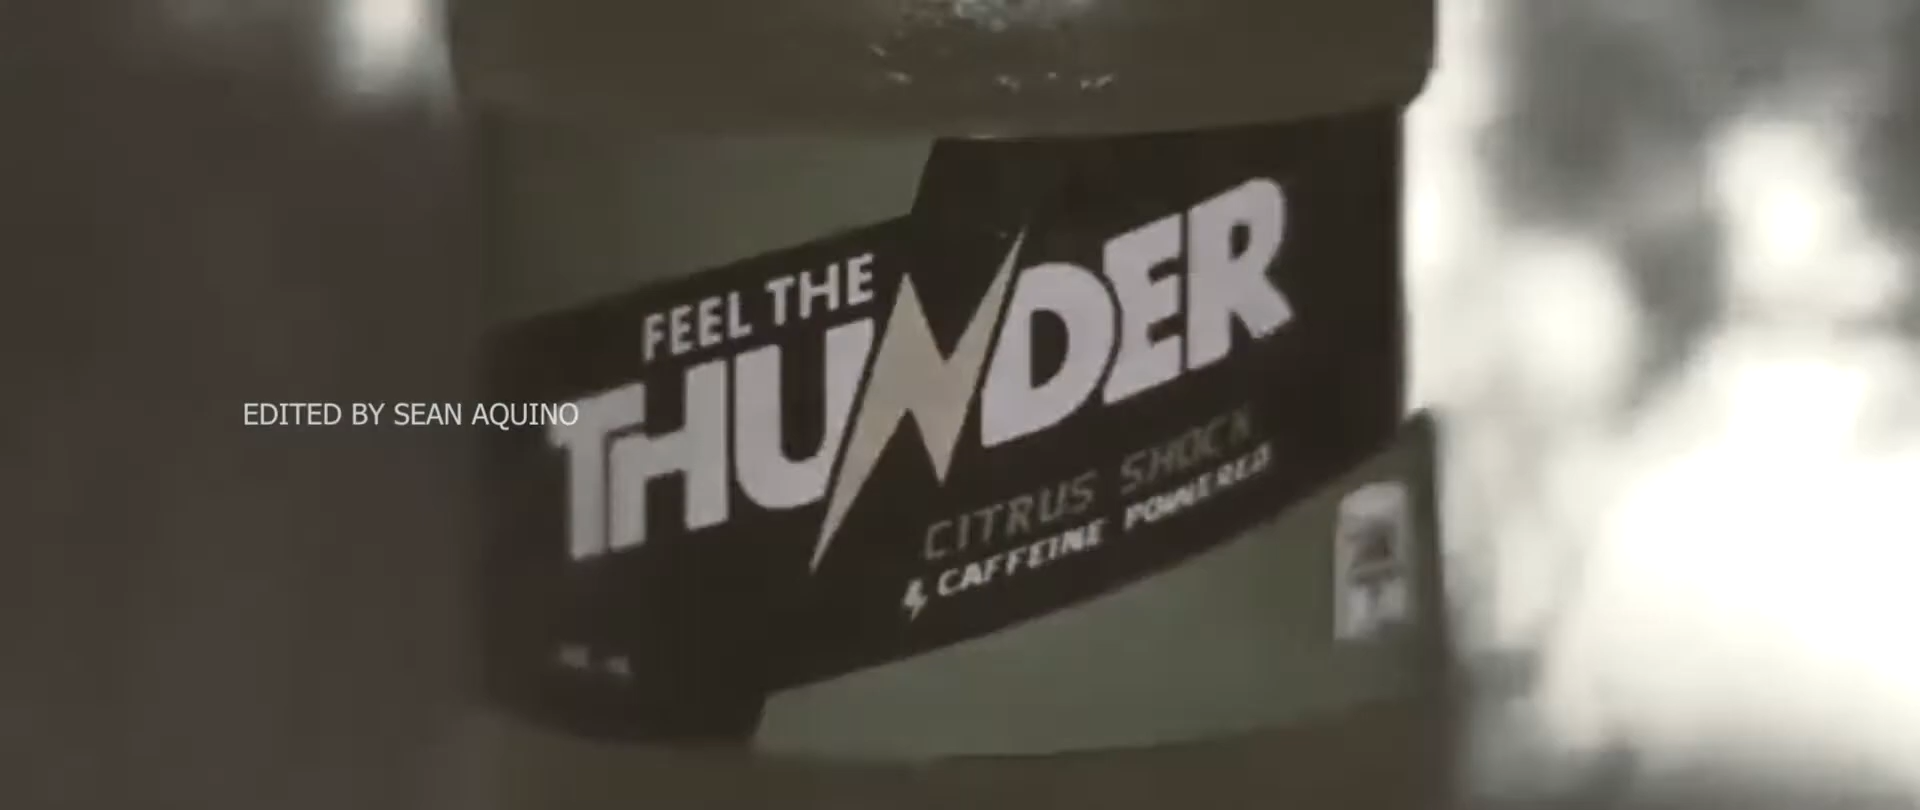 FEEL THE
THUNDER
EDITED BY SEAN AQUINO
CITRUS SHOCK
CAFFEINE POWERED